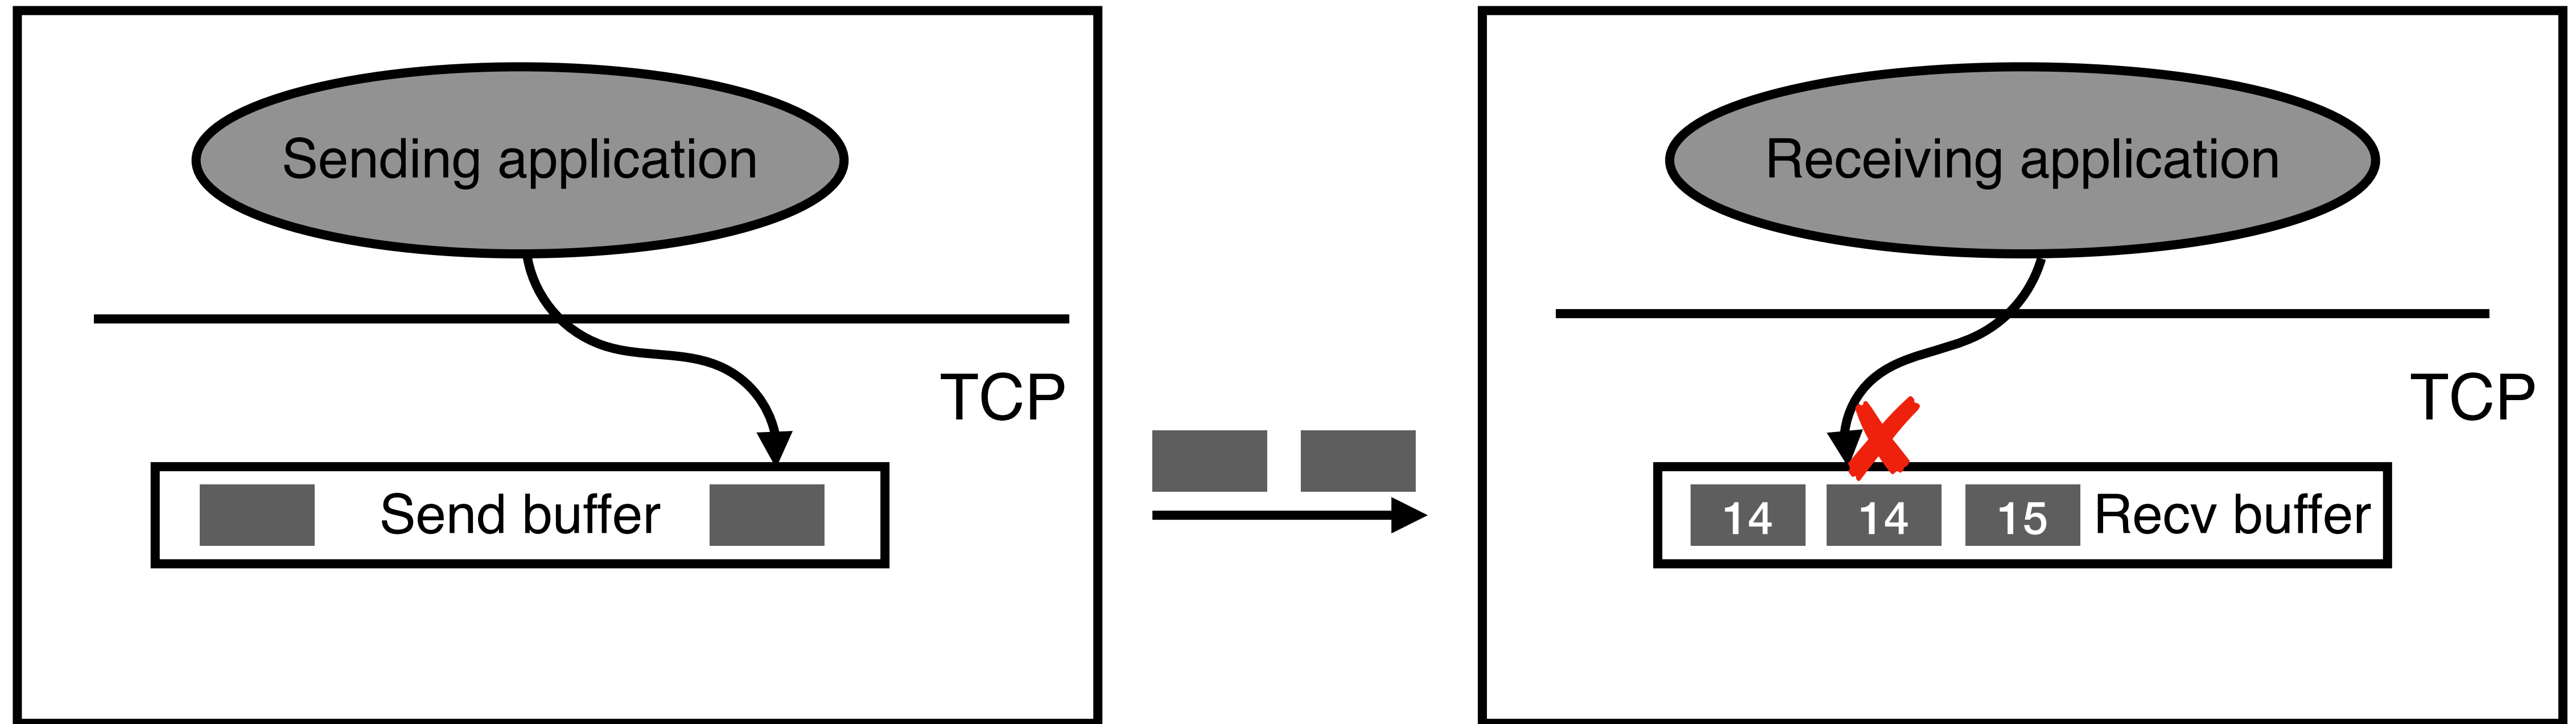 Sending application
Receiving application
TCP
TCP
Send buffer
14 14 15 Recv buffer